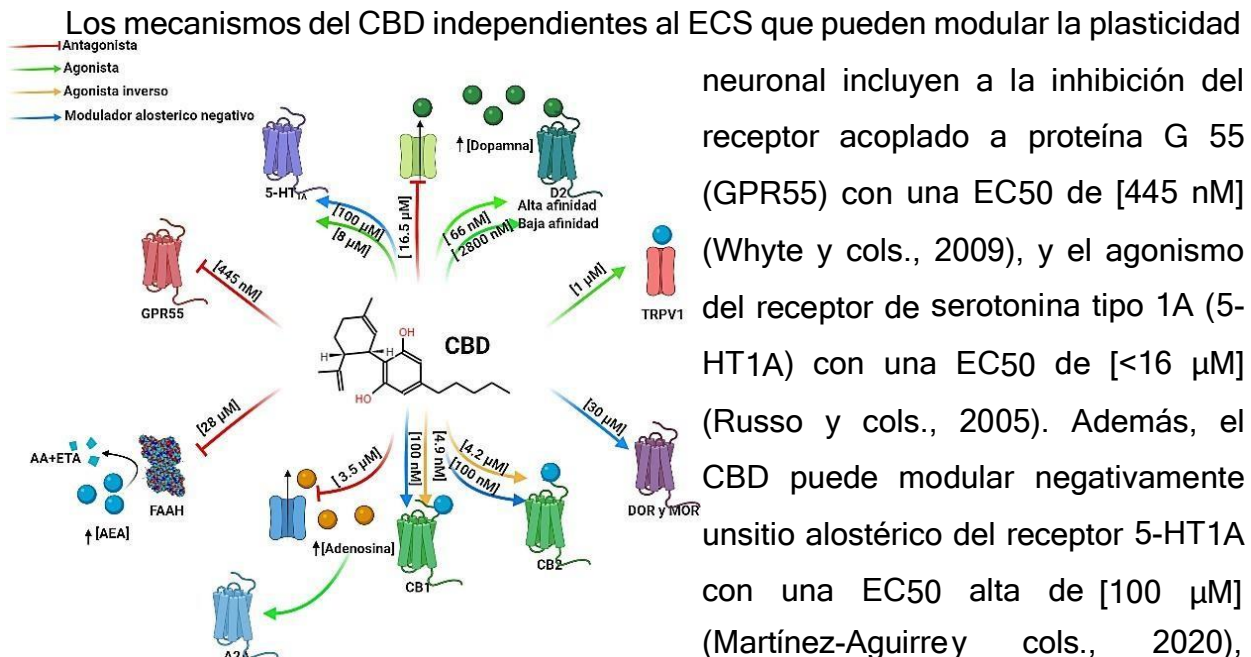 Los mecanismos del CBD independientes al ECS que pueden modular la plasticidad
Antagonista
Agonista
Agonista inverso
Modulador alosterico negativo
neuronal incluyen a la inhibición del
receptor acoplado a proteína G 55
(GPR55) con una EC50 de [445 nM]
(Whyte y cols., 2009), y el agonismo
del receptor de serotonina tipo 1A (5-
HT1A) con una EC50 de [<16 µM]
(Russo y cols., 2005). Además, el
CBD puede modular negativamente
unsitio alostérico del receptor 5-HT1A
con una EC50 alta de [100 µM]
(Martínez-Aguirrey cols., 2020),
5-HT1A
[100 µM]
[8 µM]
[16.5 µM]
[Dopamna]
D2
Alta afinidad
Baja afinidad
[66 nM]
[2800 nM]
[1 µM]
TRPV1
[445 nM]
GPR55
CBD
OH
H
H
HO
[28 µM]
AA+ETA
FAAH
[AEA]
[3.5 µM]
[Adenosina]
A2A
[100 nM]
[4.9 nM]
CB1
[4.2 µM]
[100 nM]
CB2
[30 µM]
DOR y MOR